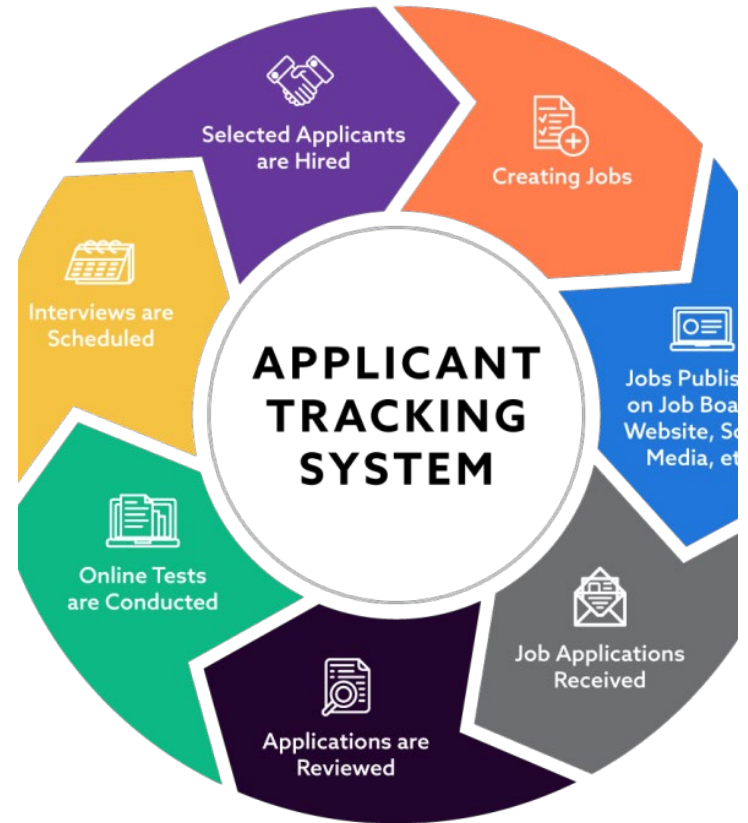 APPLICANT
TRACKING
SYSTEM
Creating Jobs
Jobs
on Job
Website,
Media,
Job Applications
Received
Applications are
Reviewed
Online Tests
are Conducted
Interviews are
Scheduled
Selected Applicants
are Hired